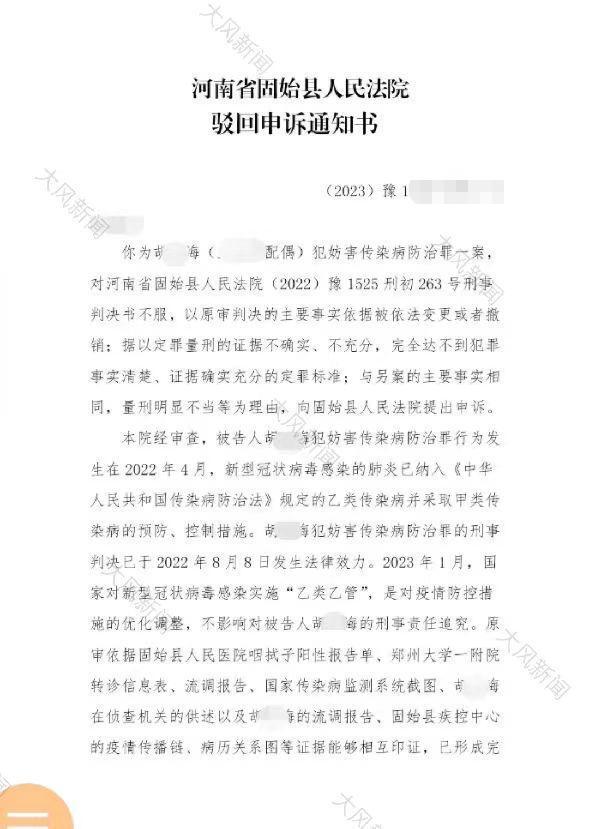 河南省固始县人民法院
驳回申诉通知书
（2023）豫1
你为胡 海（ 配偶）犯妨害传染病防治罪一案，
对河南省固始县人民法院（2022）豫 1525 刑初 263 号刑事
判决书不服，以原审判决的主要事实依据被依法变更或者撤
销；据以定罪量刑的证据不确实、不充分，完全达不到犯罪
事实清楚、证据确实充分的定罪标准；与另案的主要事实相
同，量刑明显不当等为理由，向固始县人民法院提出申诉。
本院经审查，被告人胡 海犯妨害传染病防治罪行为发
生在 2022 年 4 月，新型冠状病毒感染的肺炎已纳入《中华
人民共和国传染病防治法》规定的乙类传染病并采取甲类传
染病的预防、控制措施。胡 海犯妨害传染病防治罪的刑事
判决已于 2022 年 8 月 8 日发生法律效力。2023 年 1 月，国
家对新型冠状病毒感染实施“乙类乙管”，是对疫情防控措
施的优化调整，不影响对被告人胡 海的刑事责任追究。原
审依据固始县人民医院咽拭子阳性报告单、郑州大学一附院
转诊信息表、流调报告、国家传染病监测系统截图、胡 海
在侦查机关的供述以及胡 海的流调报告、固始县疾控中心
的疫情传播链、病历关系图等证据能够相互印证，已形成完
大风新闻
大风新闻
大风新闻
大风新闻
大风新闻
大风新闻
大风新闻